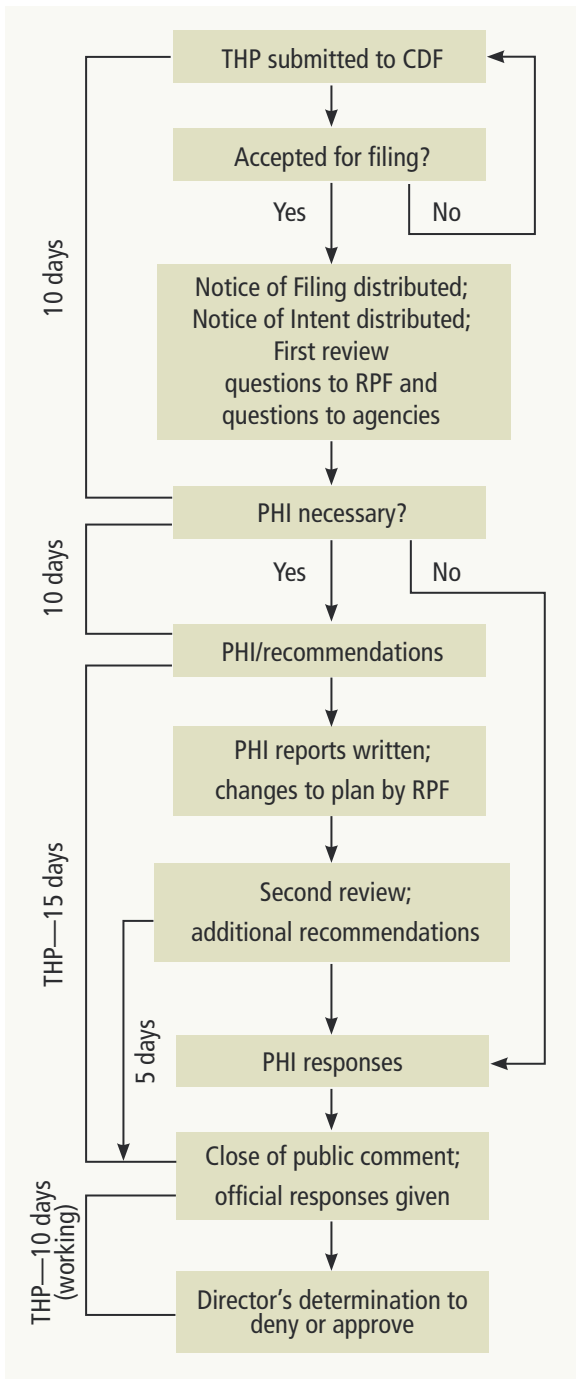 THP submitted to CDF
Accepted for filing?
Yes
No
10 days
Notice of Filing distributed;
Notice of Intent distributed;
First review
questions to RPF and
questions to agencies
PHI necessary?
10 days
Yes
No
PHI/recommendations
PHI reports written;
changes to plan by RPF
THP—15 days
Second review;
additional recommendations
5 days
PHI responses
Close of public comment;
official responses given
THP—10 days
(working)
Director's determination to
deny or approve